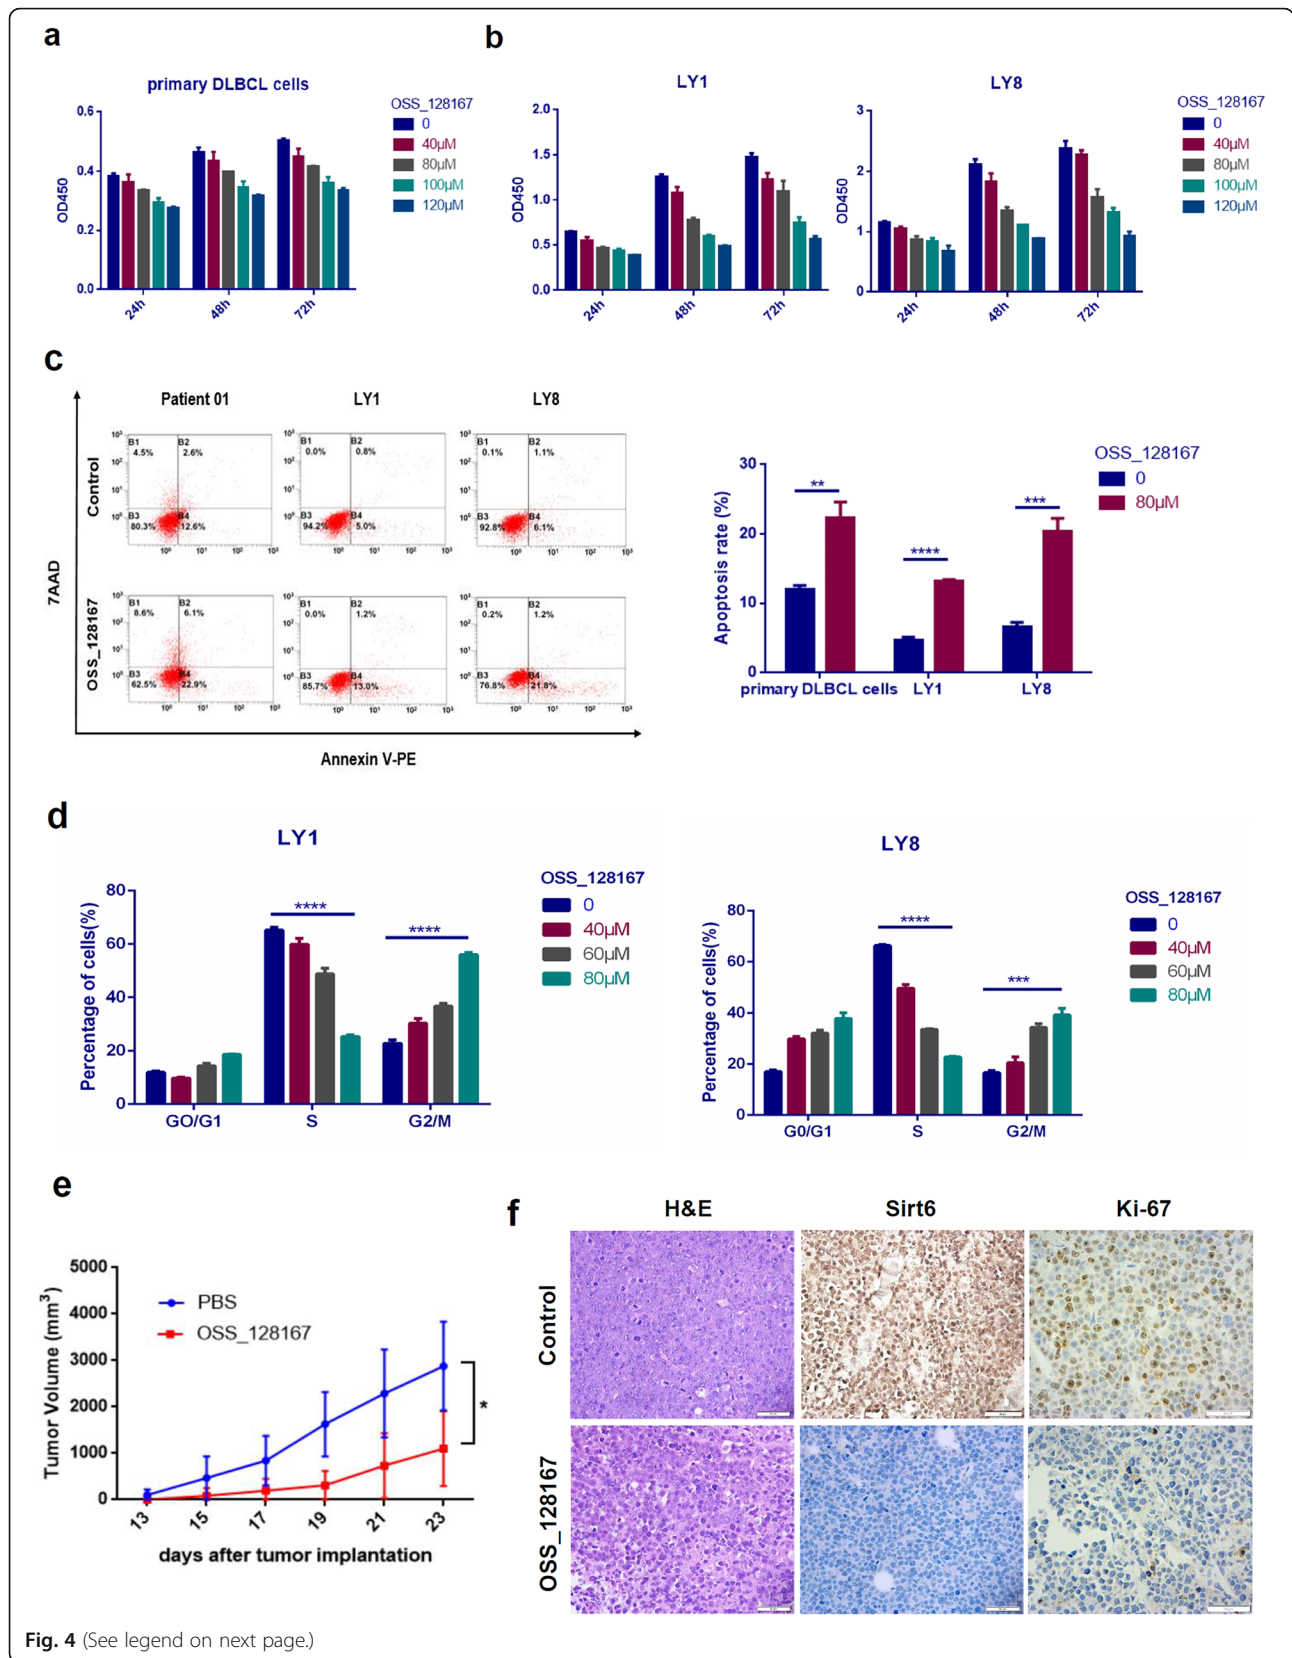 a
primary DLBCL cells
OSS_128167
0
40µM
80µM
100µM
120µM
OD450
0.6
0.4
0.2
0.0
24h
48h
72h
b
LY1
OD450
2.0
1.5
1.0
0.5
0.0
24h
48h
72h
LY8
OSS_128167
0
40µM
80µM
100µM
120µM
OD450
3
2
1
0
24h
48h
72h
c
Patient 01
LY1
LY8
7AAD
Control
B1
4.5%
B2
2.6%
B3
80.3%
B4
12.6%
B1
0.0%
B2
0.8%
B3
94.2%
B4
5.0%
B1
0.1%
B2
1.1%
B3
92.8%
B4
6.1%
OSS_128167
B1
8.6%
B2
6.1%
B3
62.5%
B4
22.9%
B1
0.0%
B2
1.2%
B3
85.7%
B4
13.0%
B1
0.2%
B2
1.2%
B3
76.8%
B4
21.8%
Annexin V-PE
OSS_128167
0
80µM
Apoptosis rate (%)
30
20
10
0
**
****
***
primary DLBCL cells
LY1
LY8
d
LY1
OSS_128167
0
40µM
60µM
80µM
Percentage of cells(%)
80
60
40
20
0
****
****
GO/G1
S
G2/M
LY8
OSS_128167
0
40µM
60µM
80µM
Percentage of cells(%)
80
60
40
20
0
****
***
G0/G1
S
G2/M
e
Tumor Volume (mm³)
5000
4000
3000
2000
1000
0
PBS
OSS_128167
*
13
15
17
19
21
23
days after tumor implantation
f
H&E
Sirt6
Ki-67
Control
OSS_128167
Fig. 4 (See legend on next page.)